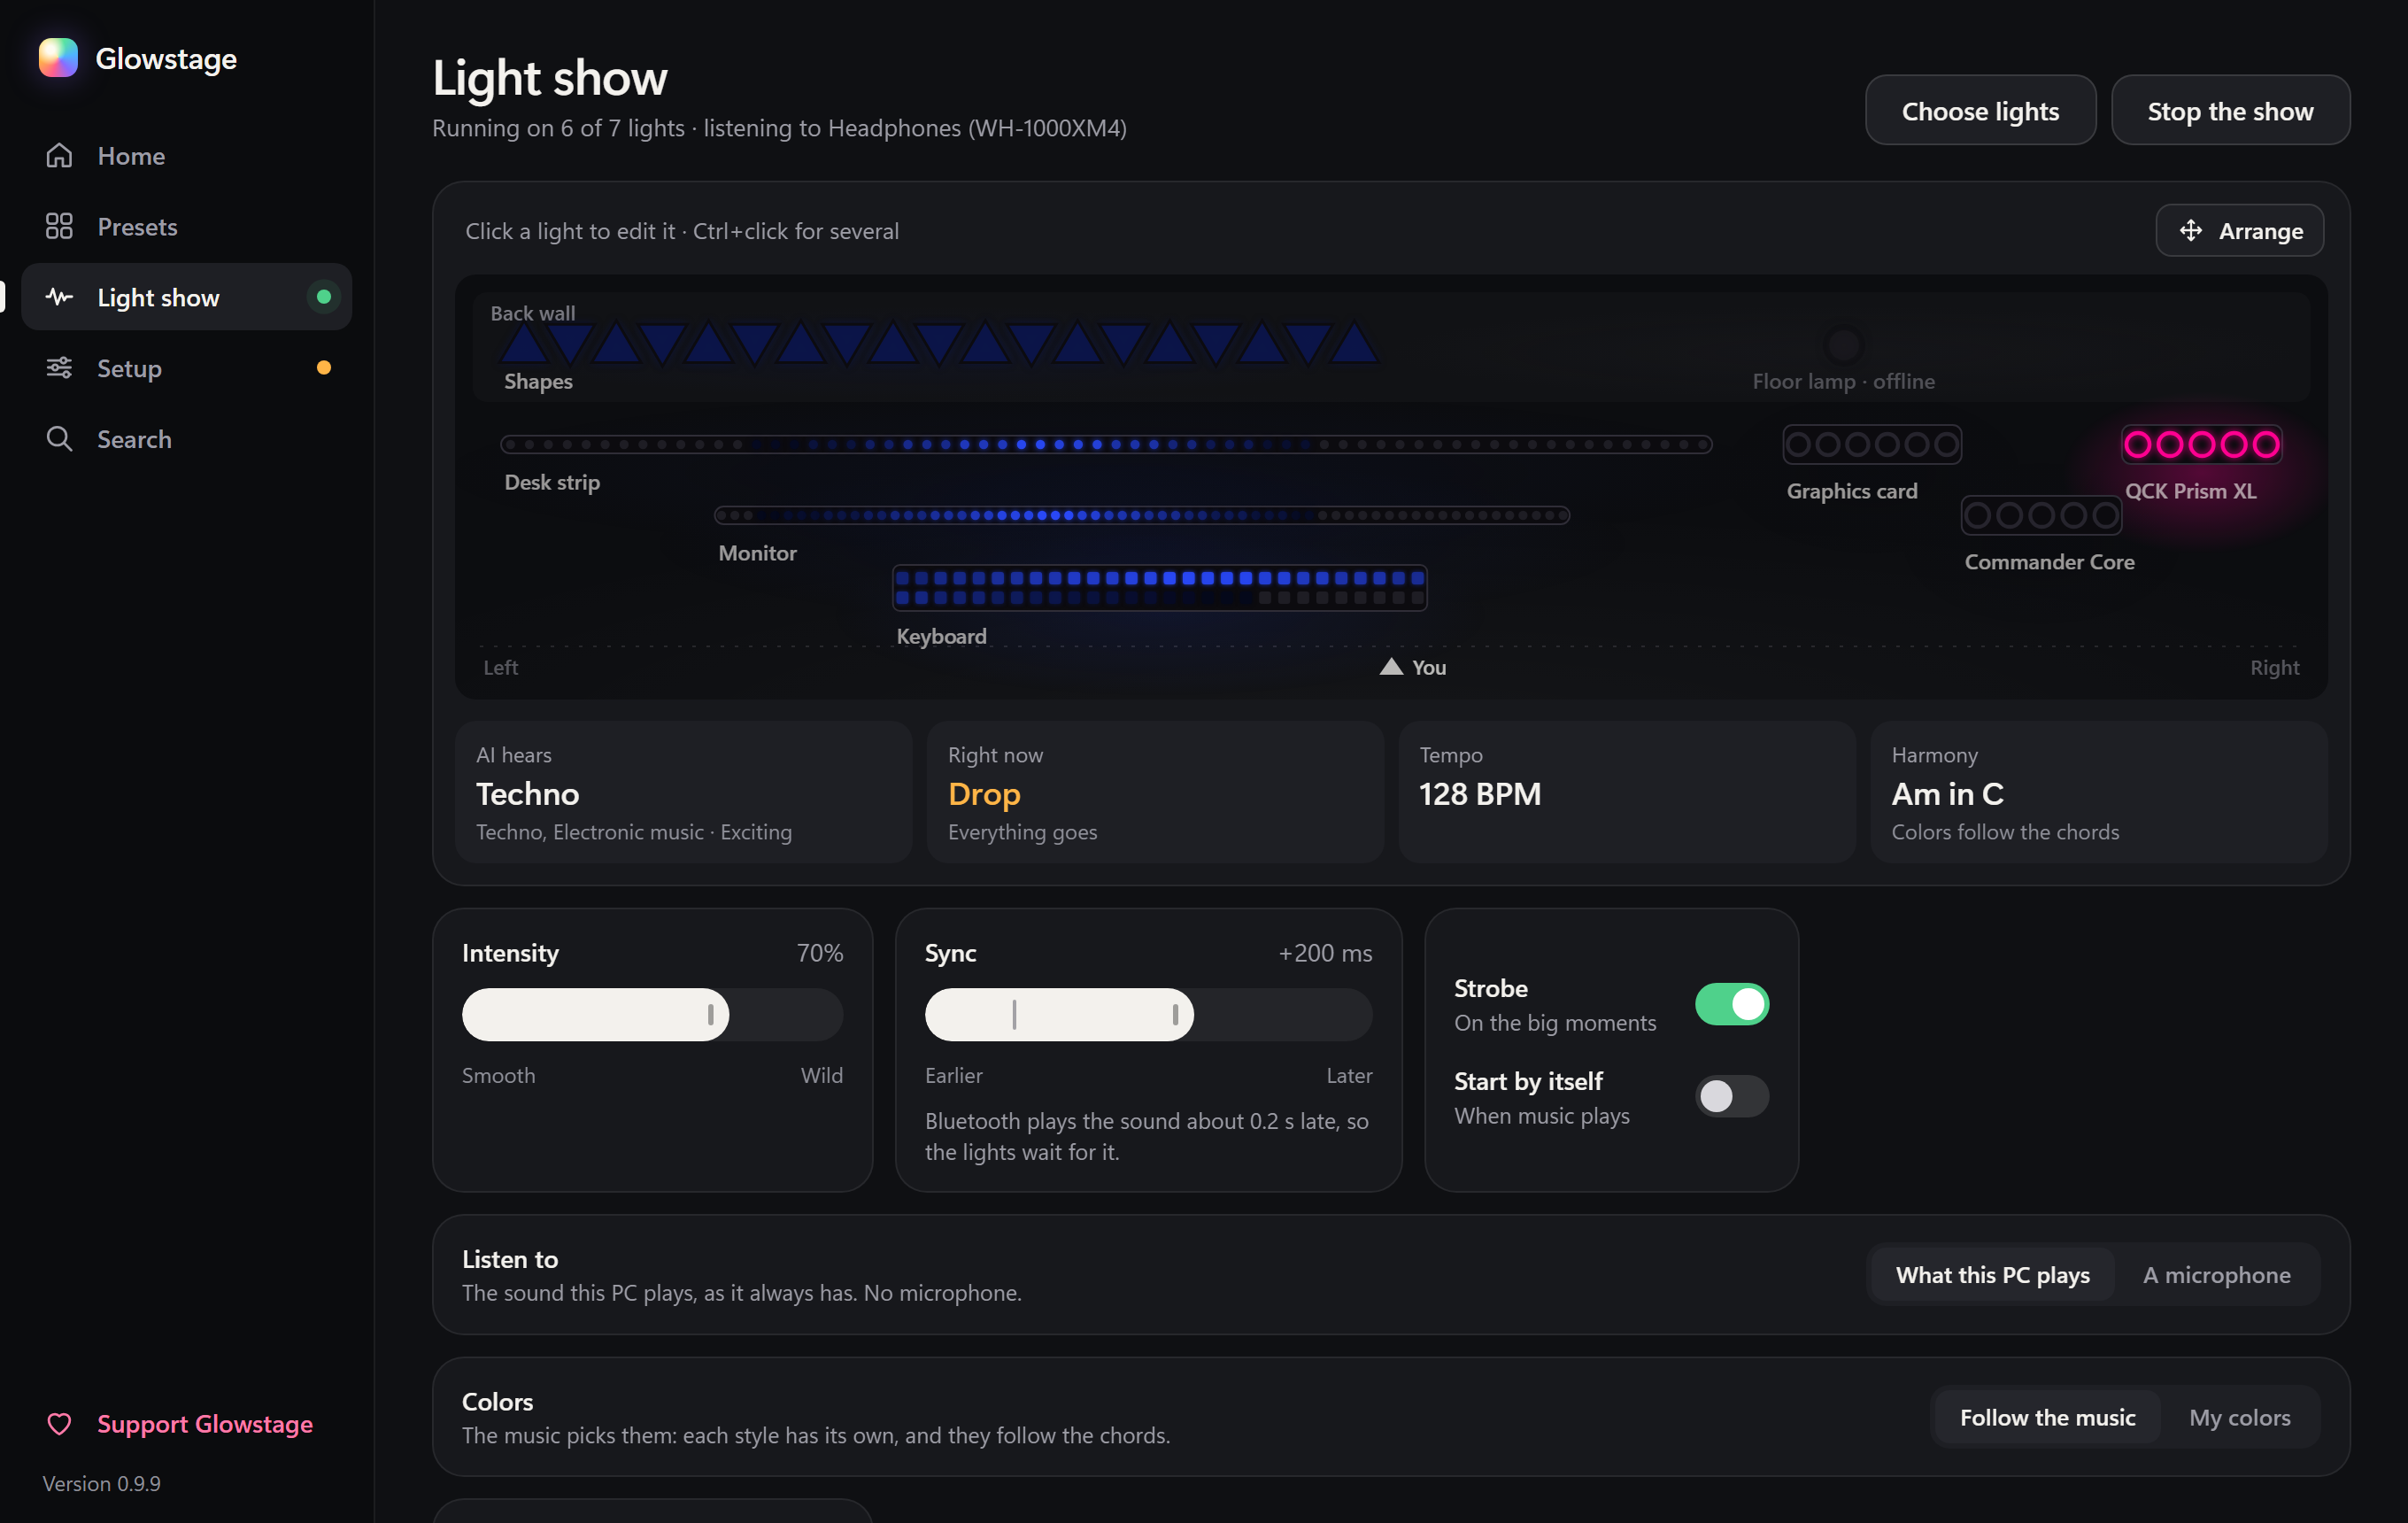 Glowstage
Home
Presets
Light show
Setup
Search
Support Glowstage
Version 0.9.9
Light show
Running on 6 of 7 lights · listening to Headphones (WH-1000XM4)
Choose lights
Stop the show
Click a light to edit it · Ctrl+click for several
Arrange
Back wall
Shapes
Floor lamp · offline
Desk strip
Graphics card
QCK Prism XL
Monitor
Commander Core
Keyboard
Left
You
Right
AI hears
Techno
Techno, Electronic music · Exciting
Right now
Drop
Everything goes
Tempo
128 BPM
Harmony
Am in C
Colors follow the chords
Intensity
70%
Smooth
Wild
Sync
+200 ms
Earlier
Later
Bluetooth plays the sound about 0.2 s late, so
the lights wait for it.
Strobe
On the big moments
Start by itself
When music plays
Listen to
The sound this PC plays, as it always has. No microphone.
What this PC plays
A microphone
Colors
The music picks them: each style has its own, and they follow the chords.
Follow the music
My colors